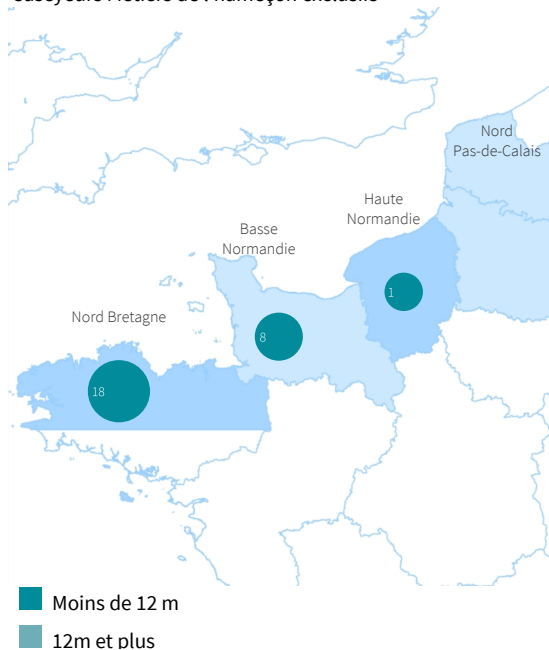 Nord
Pas-de-Calais
Haute
Normandie
Basse
Normandie
1
Nord Bretagne
8
18
Moins de 12 m
12m et plus